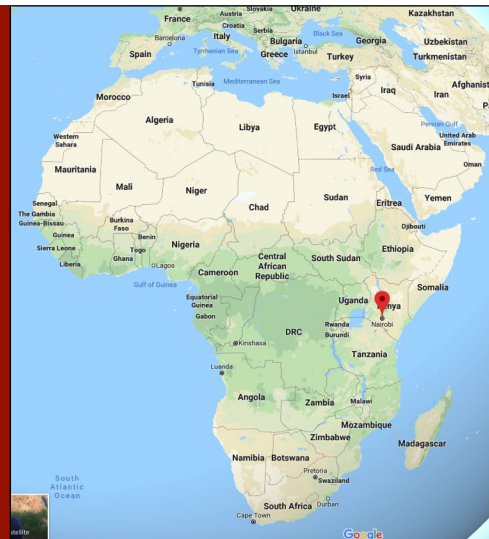 Slovakia
Ukraine
Kazakhstan
France
Austria
Croatia
Serbia
Barcelona
Italy
Bulgaria
Black Sea
Georgia
Uzbekistan
Spain
Tyrrhenian Sea
Greece
Istanbul
Turkey
Turkmenistan
Tunisia
Mediterranean Sea
Syria
Afghanist
Morocco
Israel
Iraq
Iran
P
Algeria
Libya
Egypt
Persian Gulf
Western
Sahara
Saudi Arabia
United Arab
Emirates
Mauritania
Red Sea
Oman
Mali
Niger
Chad
Sudan
Eritrea
Yemen
Senegal
The Gambia
Guinea-Bissau
Burkina
Faso
Djibouti
Guinea
Benin
Sierra Leone
Togo
Nigeria
Ethiopia
Ghana
Liberia
Lagos
Central
African
Republic
South Sudan
Cameroon
Gulf of Guinea
Somalia
Equatorial
Guinea
Uganda
Kenya
Gabon
DRC
Rwanda
Nairobi
Burundi
Kinshasa
Tanzania
Luanda
Angola
Zambia
Malawi
Mozambique
Zimbabwe
Madagascar
Namibia
Botswana
South
Atlantic
Ocean
Pretoria
Swaziland
South Africa
Durban
Cape Town
tellite
Google